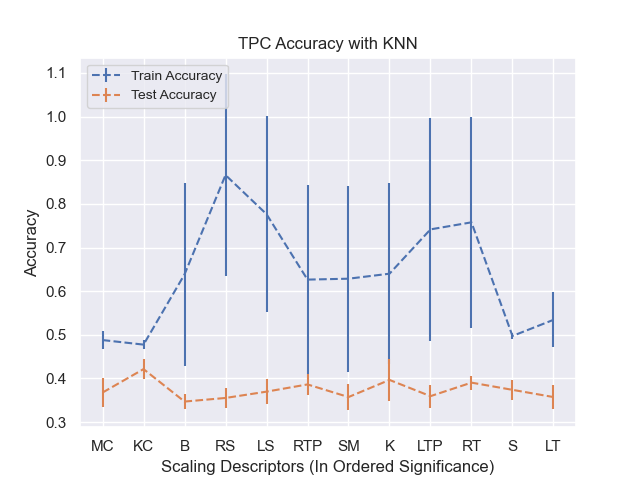 TPC Accuracy with KNN
Train Accuracy
Test Accuracy
1.1
1.0
0.9
0.8
0.7
0.6
0.5
0.4
0.3
Accuracy
MC KC B RS LS RTP SM K LTP RT S LT
Scaling Descriptors (In Ordered Significance)